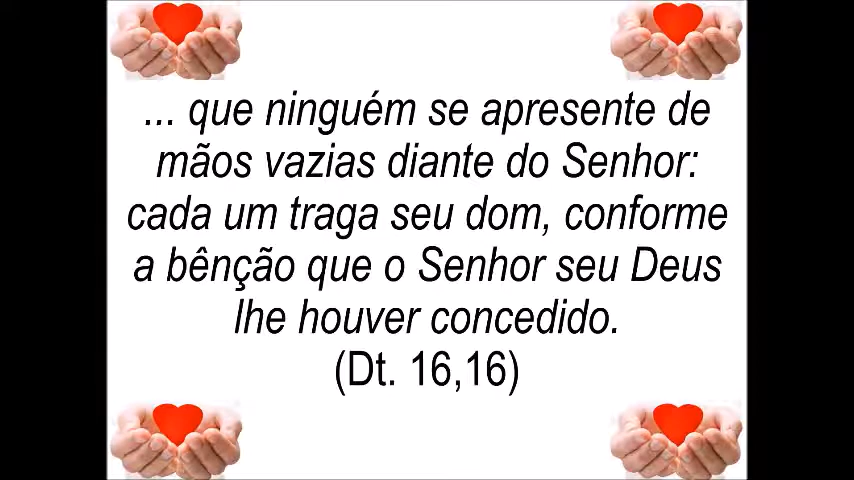 ... que ninguém se apresente de
mãos vazias diante do Senhor:
cada um traga seu dom, conforme
a bênção que o Senhor seu Deus
lhe houver concedido.
(Dt. 16,16)